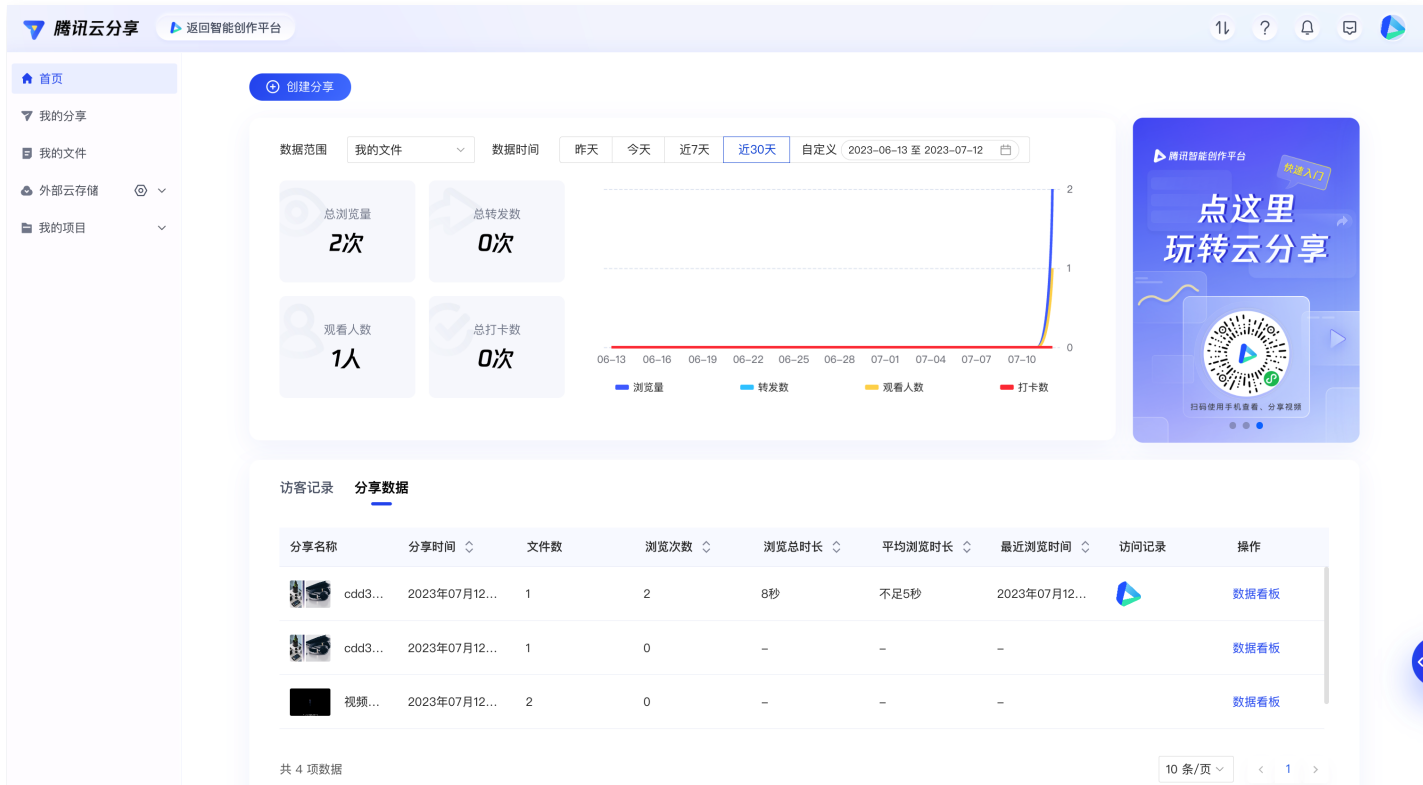 腾讯云分享
返回智能创作平台
首页
我的分享
我的文件
外部云存储
我的项目
创建分享
数据范围 我的文件 数据时间 昨天 今天 近7天 近30天 自定义 2023-06-13 至 2023-07-12
总浏览量
2次
总转发数
0次
观看人数
1人
总打卡数
0次
2
1
0
06-13 06-16 06-19 06-22 06-25 06-28 07-01 07-04 07-07 07-10
浏览量 转发数 观看人数 打卡数
腾讯智能创作平台
快速入门
点这里
玩转云分享
扫码使用手机查看、分享视频
访客记录 分享数据
分享名称 分享时间 文件数 浏览次数 浏览总时长 平均浏览时长 最近浏览时间 访问记录 操作
cdd3... 2023年07月12... 1 2 8秒 不足5秒 2023年07月12... 数据看板
cdd3... 2023年07月12... 1 0 – – – 数据看板
视频... 2023年07月12... 2 0 – – – 数据看板
共 4 项数据
10 条/页 < 1 >